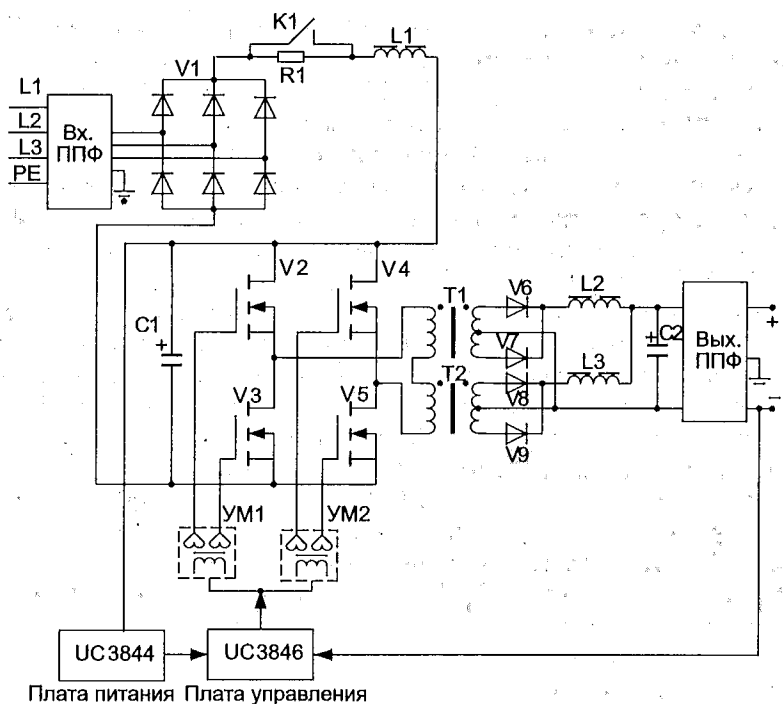 K1
L1
R1
V1
L1
L2
L3
PE
Вх.
ППФ
V2
V4
C1
+
V3
V5
T1
T2
V6
V7
V8
V9
L2
L3
+
C2
Вых.
ППФ
+
−
УМ1
УМ2
UC3844
UC3846
Плата питания
Плата управления